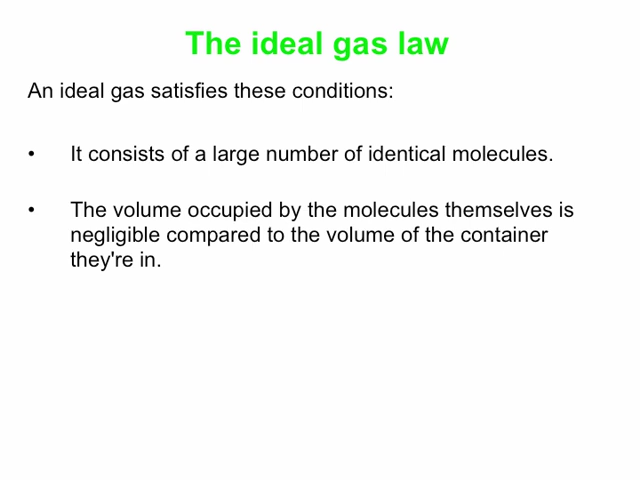 The ideal gas law
An ideal gas satisfies these conditions:
• It consists of a large number of identical molecules.
• The volume occupied by the molecules themselves is
negligible compared to the volume of the container
they're in.